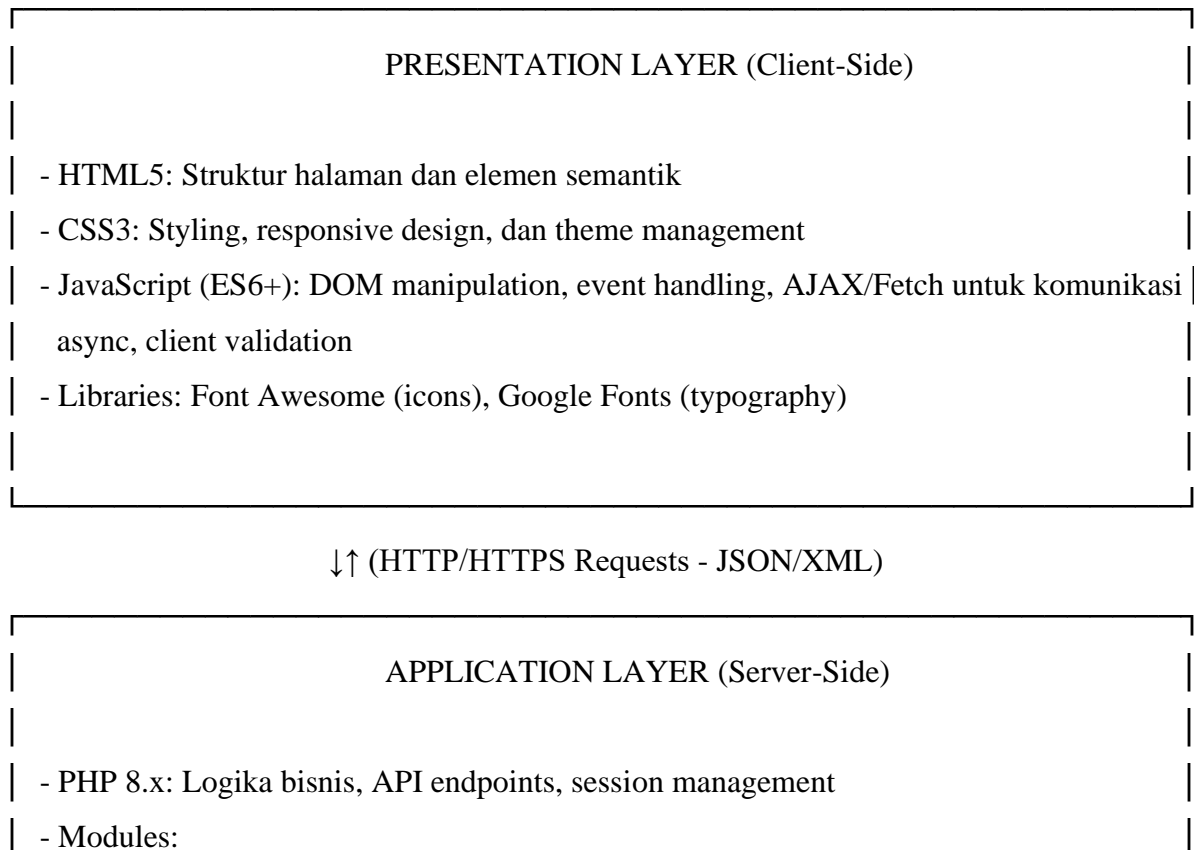 PRESENTATION LAYER (Client-Side)
- HTML5: Struktur halaman dan elemen semantik
- CSS3: Styling, responsive design, dan theme management
- JavaScript (ES6+): DOM manipulation, event handling, AJAX/Fetch untuk komunikasi
async, client validation
- Libraries: Font Awesome (icons), Google Fonts (typography)
↓↑ (HTTP/HTTPS Requests - JSON/XML)
APPLICATION LAYER (Server-Side)
- PHP 8.x: Logika bisnis, API endpoints, session management
- Modules: